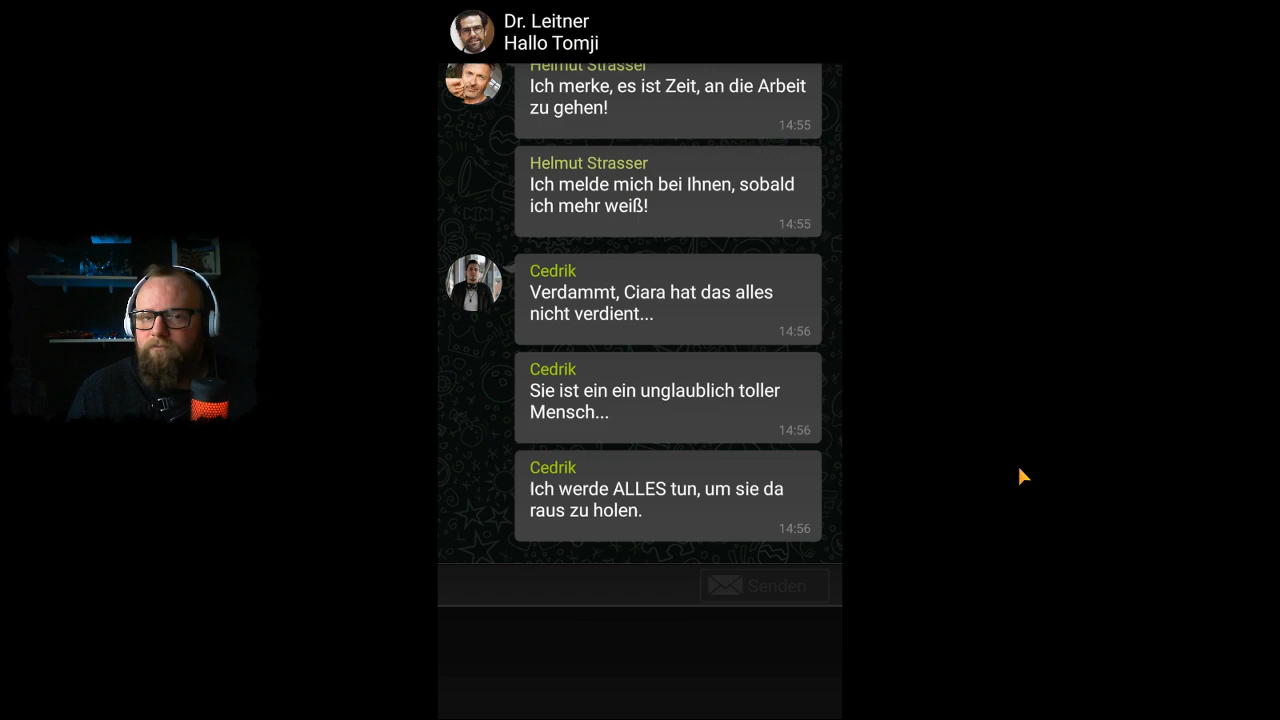 Dr. Leitner
Hallo Tomji
Helmut Strasser
Ich merke, es ist Zeit, an die Arbeit
zu gehen!
14:55
Helmut Strasser
Ich melde mich bei Ihnen, sobald
ich mehr weiß!
14:55
Cedrik
Verdammt, Ciara hat das alles
nicht verdient...
14:56
Cedrik
Sie ist ein ein unglaublich toller
Mensch...
14:56
Cedrik
Ich werde ALLES tun, um sie da
raus zu holen.
14:56
Senden